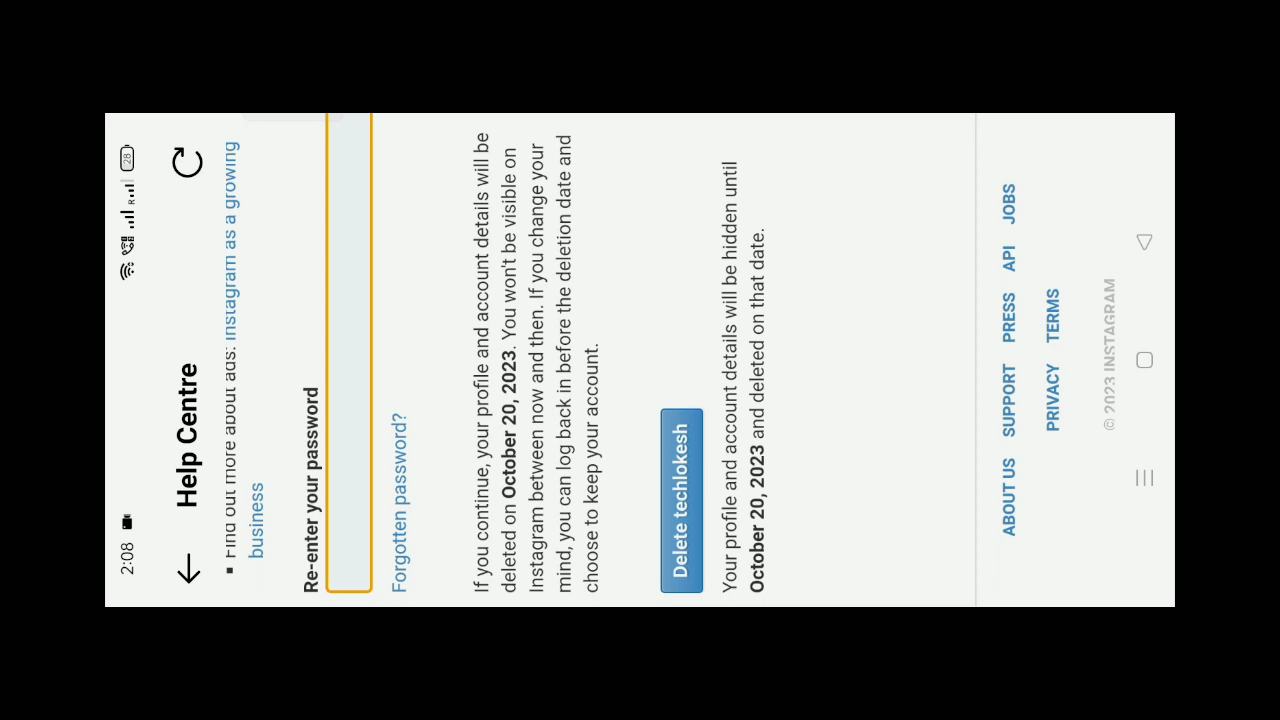 2:08
28
R
Help Centre
Find out more about ads: Instagram as a growing
business
Re-enter your password
Forgotten password?
If you continue, your profile and account details will be
deleted on October 20, 2023. You won't be visible on
Instagram between now and then. If you change your
mind, you can log back in before the deletion date and
choose to keep your account.
Delete techlokesh
Your profile and account details will be hidden until
October 20, 2023 and deleted on that date.
ABOUT US SUPPORT PRESS API JOBS
PRIVACY TERMS
© 2023 INSTAGRAM